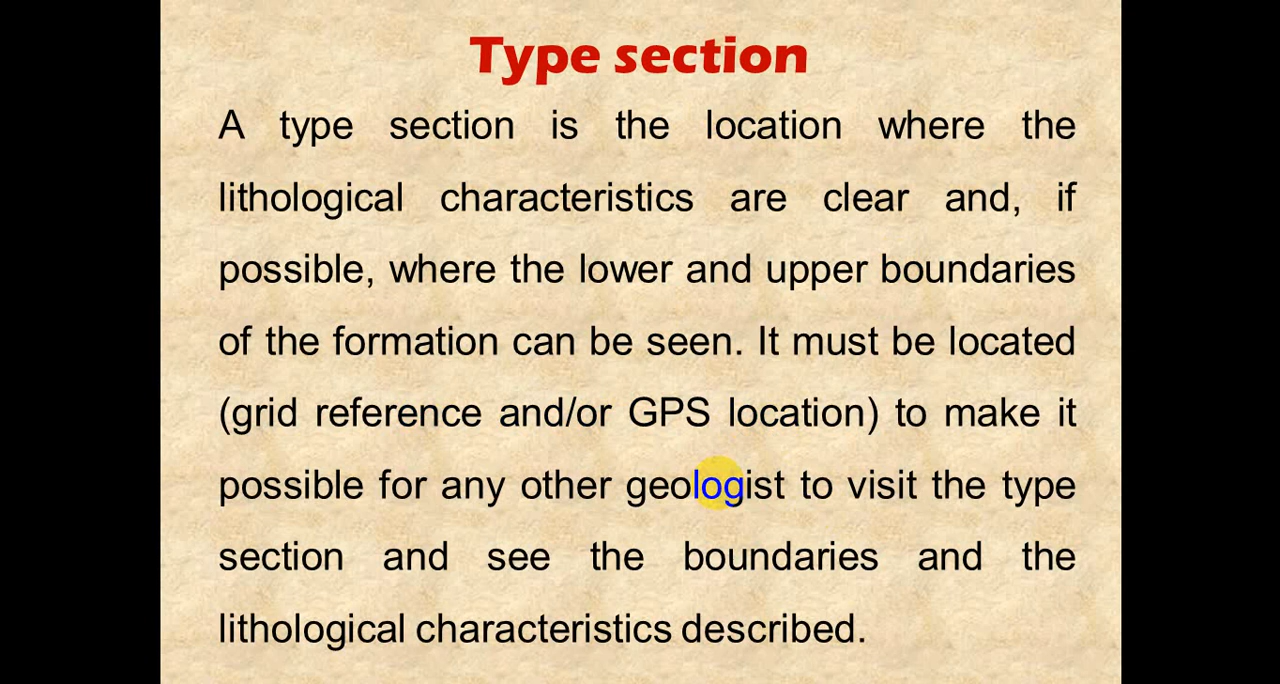 Type section
A type section is the location where the
lithological characteristics are clear and, if
possible, where the lower and upper boundaries
of the formation can be seen. It must be located
(grid reference and/or GPS location) to make it
possible for any other geologist to visit the type
section and see the boundaries and the
lithological characteristics described.